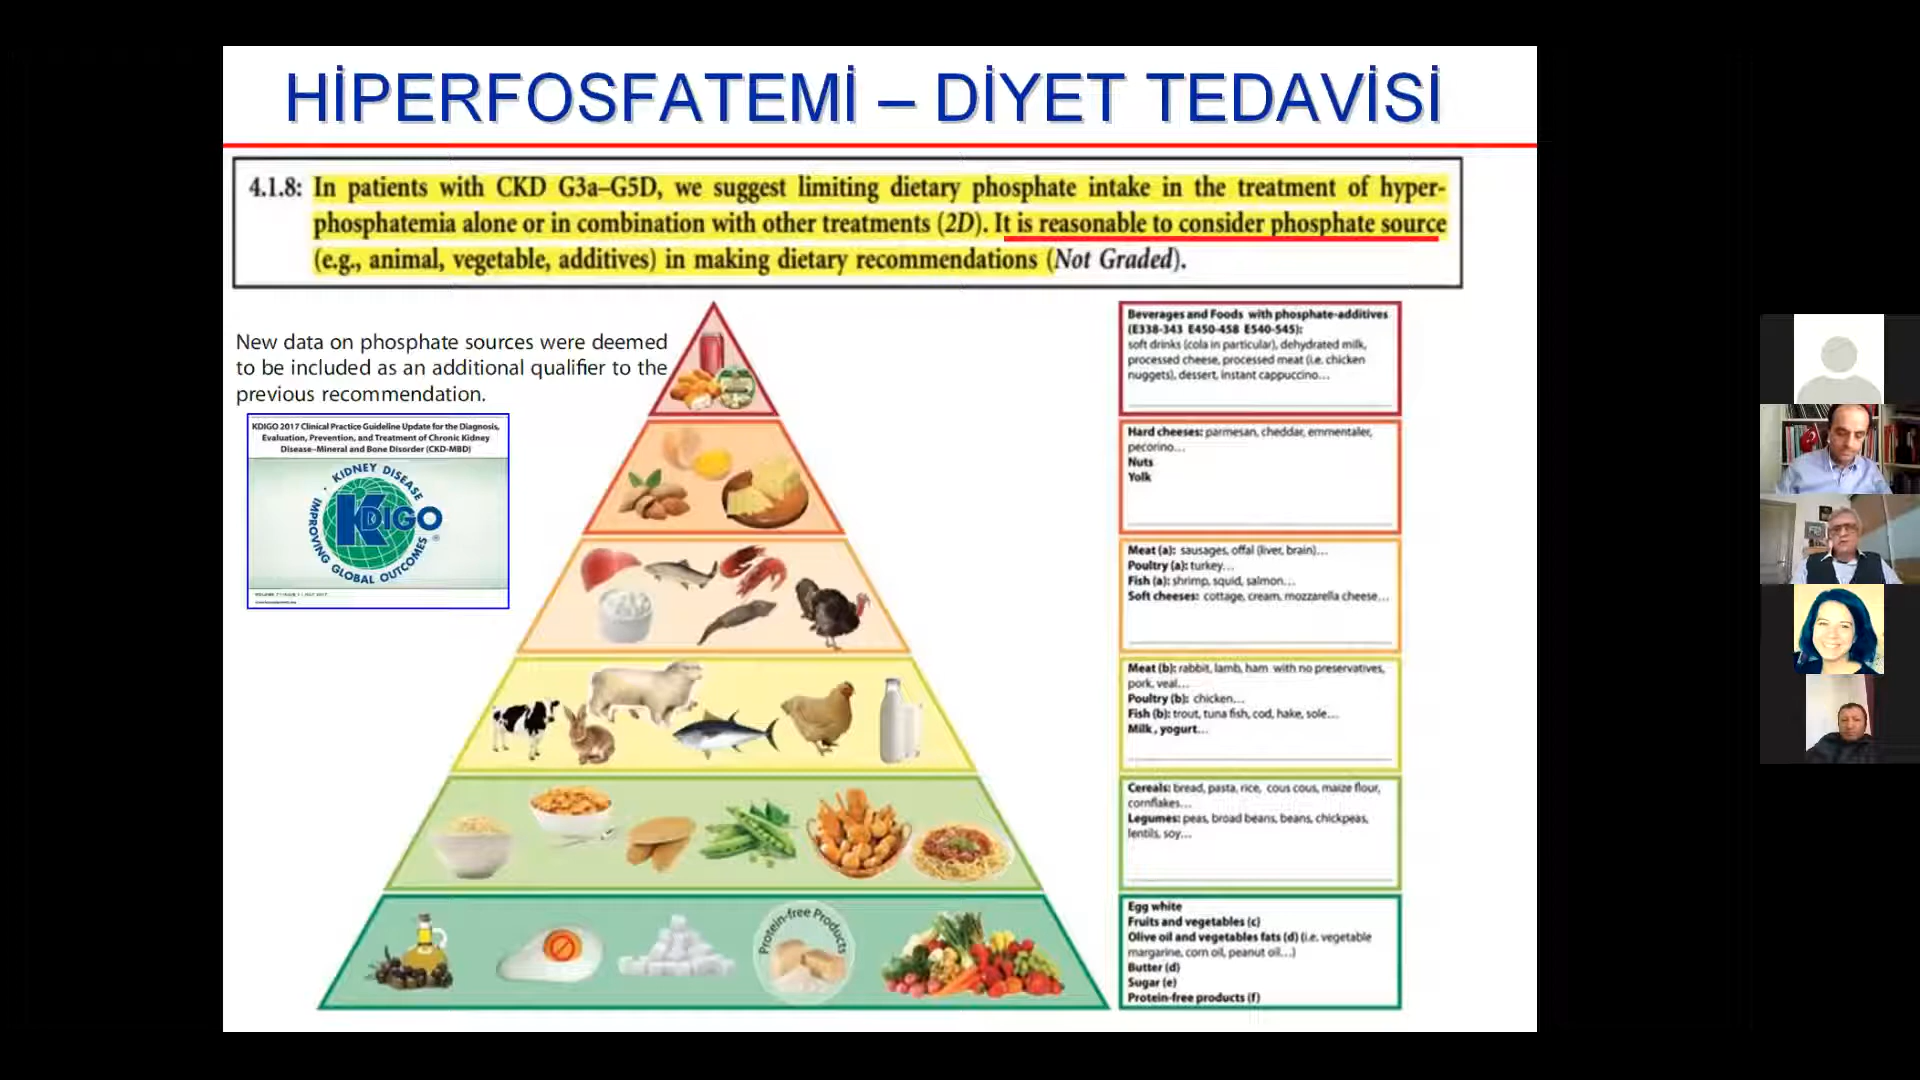 HİPERFOSFATEMİ – DİYET TEDAVİSİ
4.1.8: In patients with CKD G3a–G5D, we suggest limiting dietary phosphate intake in the treatment of hyper-
phosphatemia alone or in combination with other treatments (2D). It is reasonable to consider phosphate source
(e.g., animal, vegetable, additives) in making dietary recommendations (Not Graded).
New data on phosphate sources were deemed
to be included as an additional qualifier to the
previous recommendation.
KDIGO 2017 Clinical Practice Guideline Update for the Diagnosis,
Evaluation, Prevention, and Treatment of Chronic Kidney
Disease–Mineral and Bone Disorder (CKD-MBD)
KIDNEY DISEASE
KDIGO
IMPROVING GLOBAL OUTCOMES
®
Protein-free Products
Beverages and Foods with phosphate-additives
(E338-343 E450-458 E540-545):
soft drinks (cola in particular), dehydrated milk,
processed cheese, processed meat (i.e. chicken
nuggets), dessert, instant cappuccino...
Hard cheeses: parmesan, cheddar, emmentaler,
pecorino...
Nuts
Yolk
Meat (a): sausages, offal (liver, brain)...
Poultry (a): turkey...
Fish (a): shrimp, squid, salmon...
Soft cheeses: cottage, cream, mozzarella cheese...
Meat (b): rabbit, lamb, ham with no preservatives,
pork, veal...
Poultry (b): chicken...
Fish (b): trout, tuna fish, cod, hake, sole...
Milk, yogurt...
Cereals: bread, pasta, rice, cous cous, maize flour,
cornflakes...
Legumes: peas, broad beans, beans, chickpeas,
lentils, soy...
Egg white
Fruits and vegetables (c)
Olive oil and vegetables fats (d) (i.e. vegetable
margarine, corn oil, peanut oil...)
Butter (d)
Sugar (e)
Protein-free products (f)